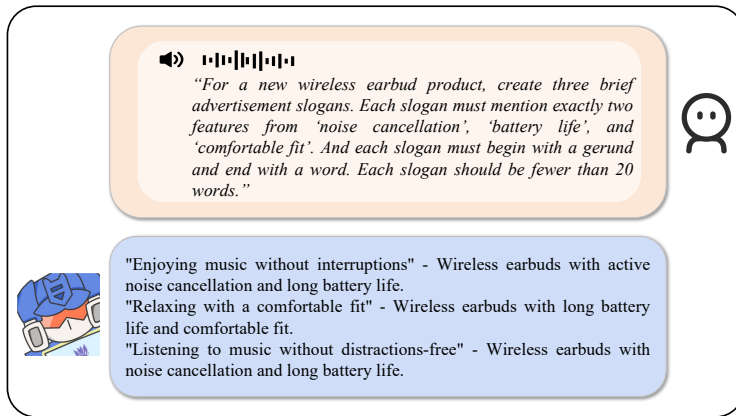 “For a new wireless earbud product, create three brief
advertisement slogans. Each slogan must mention exactly two
features from ‘noise cancellation’, ‘battery life’, and
‘comfortable fit’. And each slogan must begin with a gerund
and end with a word. Each slogan should be fewer than 20
words.”
"Enjoying music without interruptions" - Wireless earbuds with active
noise cancellation and long battery life.
"Relaxing with a comfortable fit" - Wireless earbuds with long battery
life and comfortable fit.
"Listening to music without distractions-free" - Wireless earbuds with
noise cancellation and long battery life.